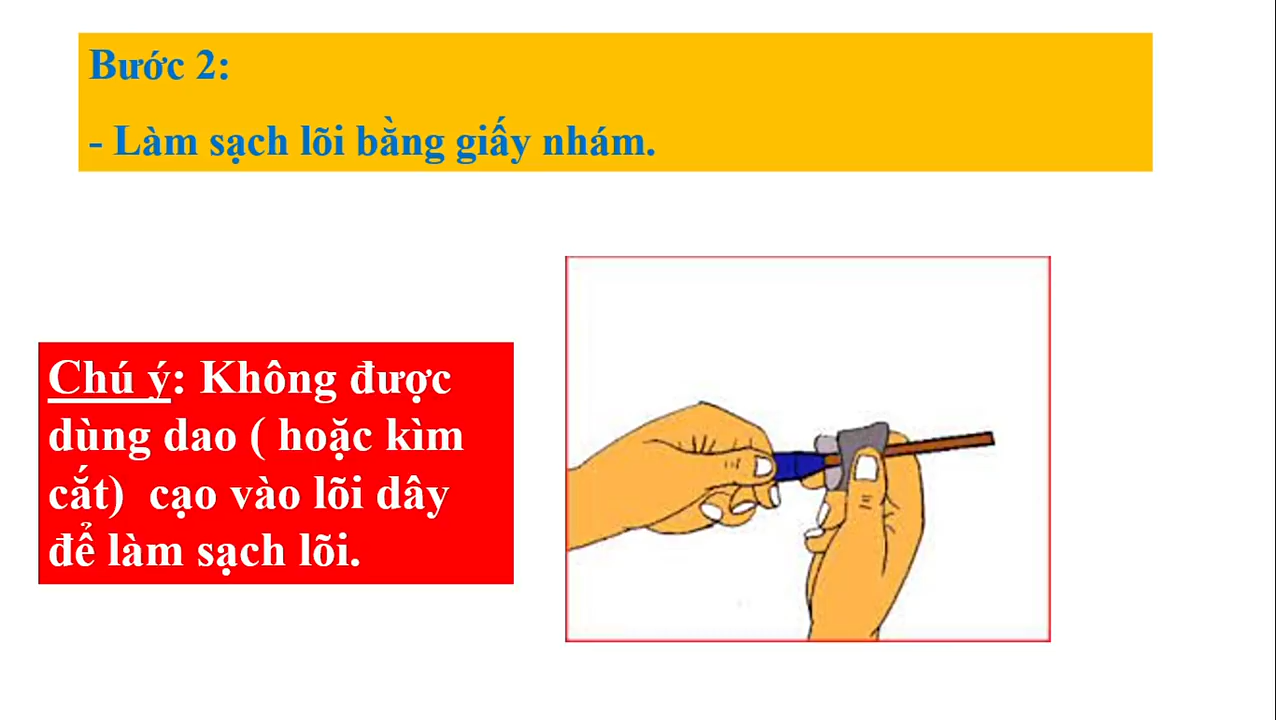 Bước 2:
- Làm sạch lõi bằng giấy nhám.
Chú ý: Không được
dùng dao ( hoặc kìm
cắt) cạo vào lõi dây
để làm sạch lõi.